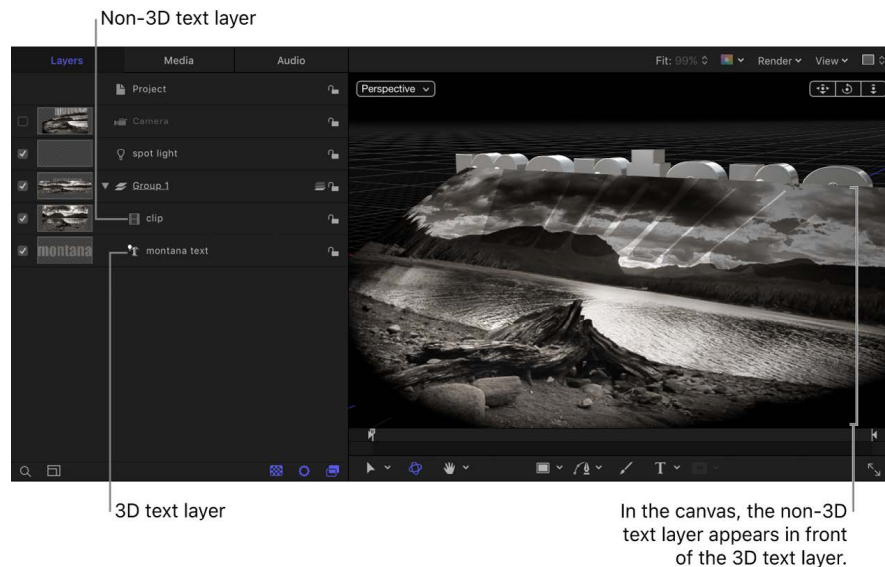 Non-3D text layer
Layers Media Audio
Fit: 99% Render View
Project
Perspective
Camera
spot light
Group 1
clip
montana montana text
T
3D text layer
In the canvas, the non-3D
text layer appears in front
of the 3D text layer.